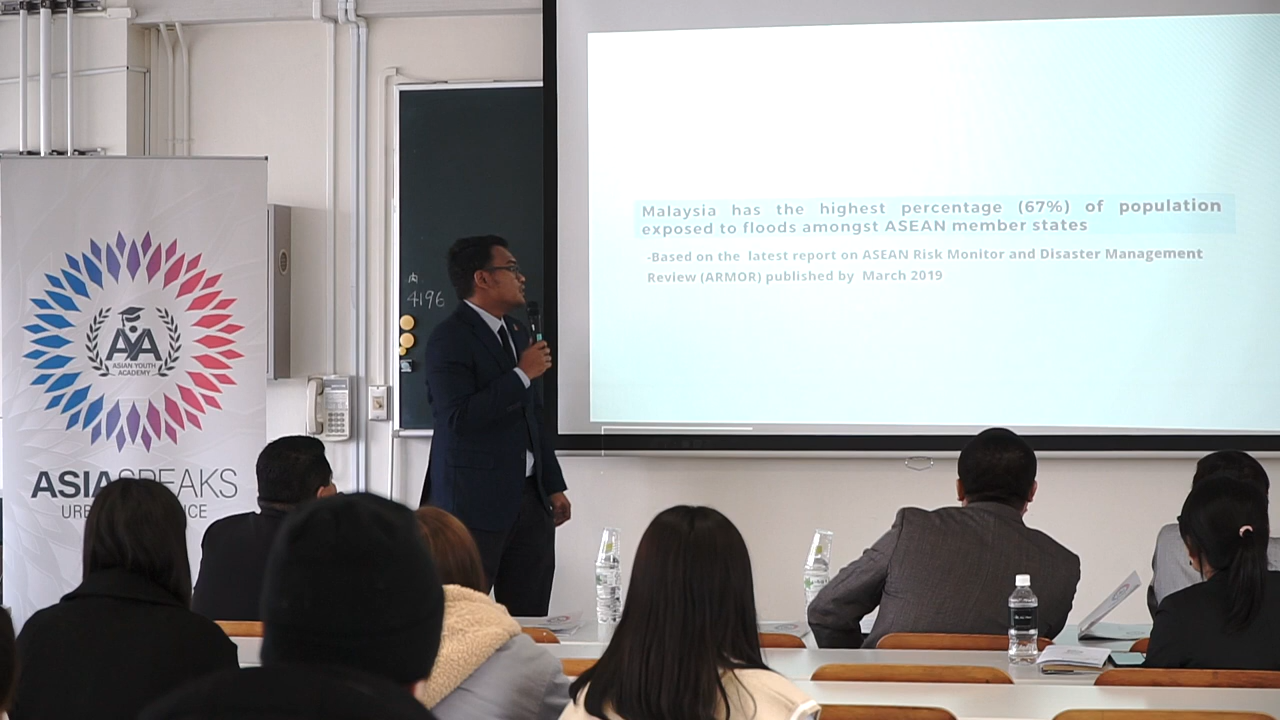 AYA
ASIAN YOUTH
ACADEMY
ASIASPEAKS
内
4196
Malaysia has the highest percentage (67%) of population
exposed to floods amongst ASEAN member states
-Based on the latest report on ASEAN Risk Monitor and Disaster Management
Review (ARMOR) published by March 2019